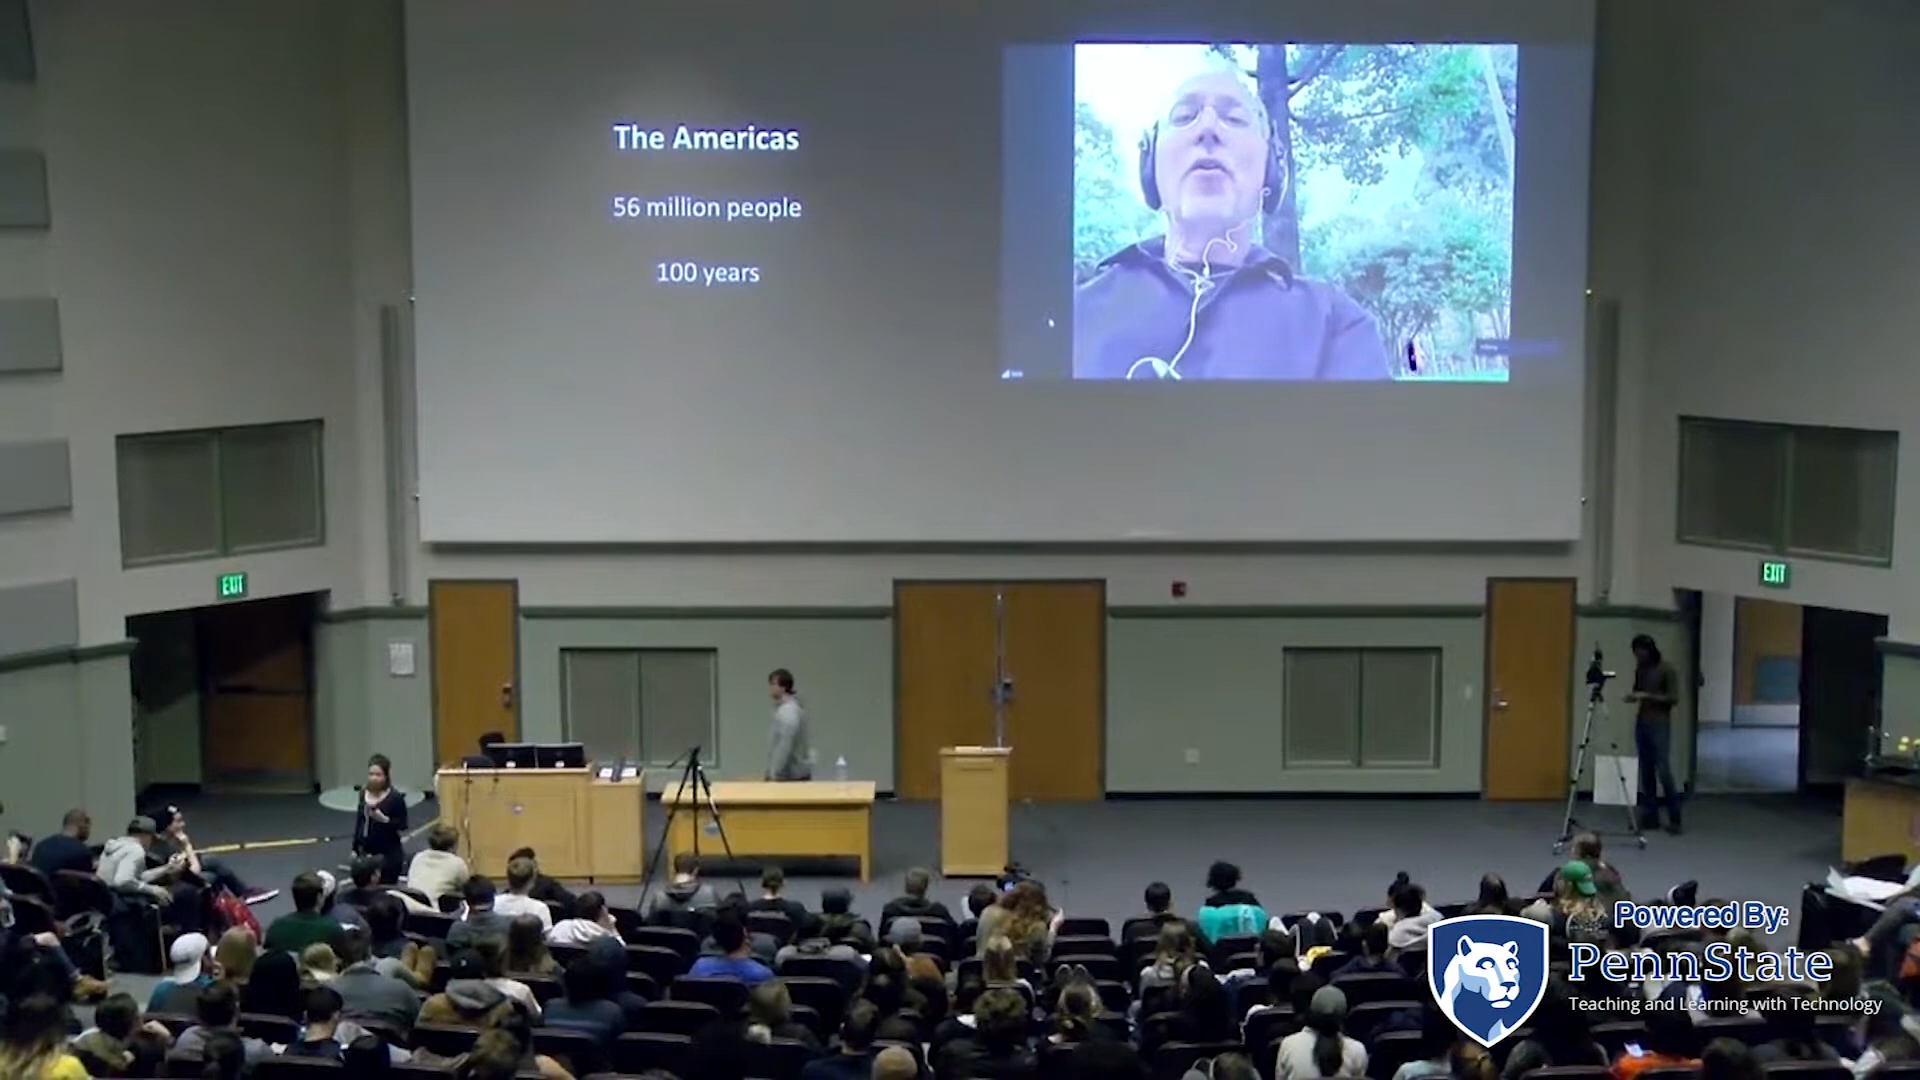 The Americas
56 million people
100 years
EXIT
EXIT
Powered By:
PennState
Teaching and Learning with Technology